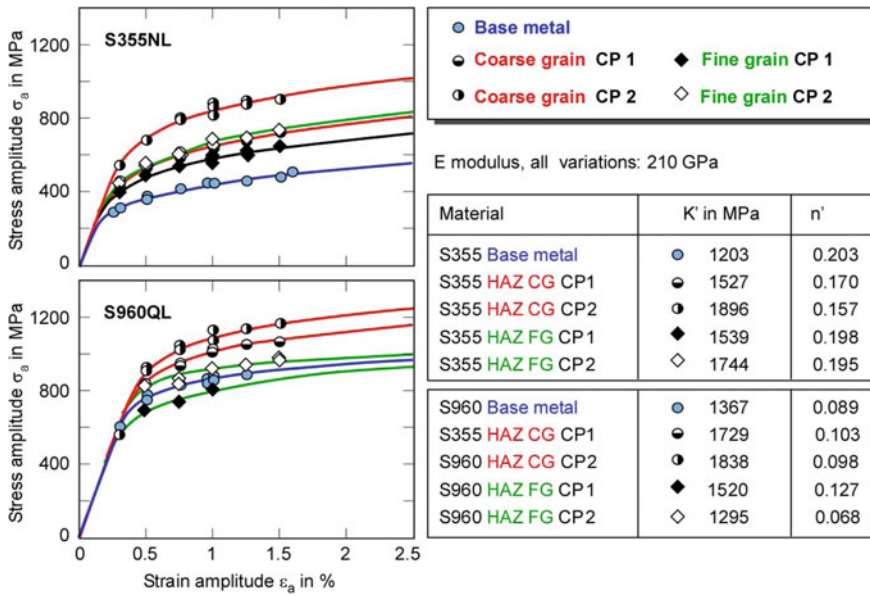 S355NL
1200
800
400
0
Stress amplitude σa in MPa
S960QL
1200
800
400
0
Stress amplitude σa in MPa
0 0.5 1 1.5 2 2.5
Strain amplitude εa in %
Base metal
Coarse grain CP 1 Fine grain CP 1
Coarse grain CP 2 Fine grain CP 2
E modulus, all variations: 210 GPa
Material K' in MPa n'
S355 Base metal 1203 0.203
S355 HAZ CG CP1 1527 0.170
S355 HAZ CG CP2 1896 0.157
S355 HAZ FG CP1 1539 0.198
S355 HAZ FG CP2 1744 0.195
S960 Base metal 1367 0.089
S355 HAZ CG CP1 1729 0.103
S960 HAZ CG CP2 1838 0.098
S960 HAZ FG CP1 1520 0.127
S960 HAZ FG CP2 1295 0.068